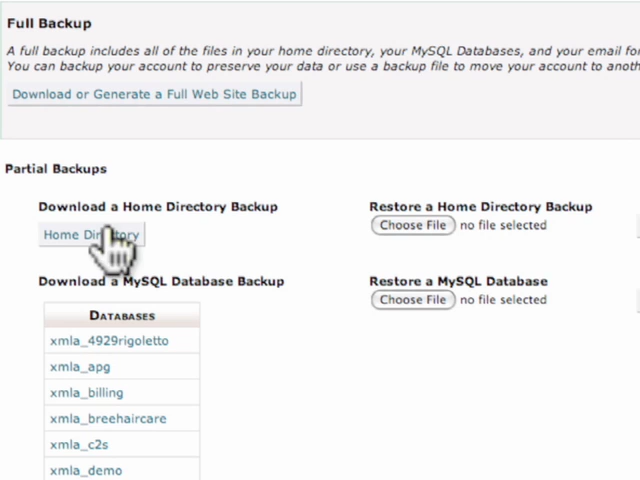 Full Backup
A full backup includes all of the files in your home directory, your MySQL Databases, and your email
You can backup your account to preserve your data or use a backup file to move your account to
Download or Generate a Full Web Site Backup
Partial Backups
Download a Home Directory Backup
Restore a Home Directory Backup
Home Directory
Choose File no file selected
Download a MySQL Database Backup
Restore a MySQL Database
Choose File no file selected
DATABASES
xmla_4929rigoletto
xmla_apg
xmla_billing
xmla_breehaircare
xmla_c2s
xmla_demo